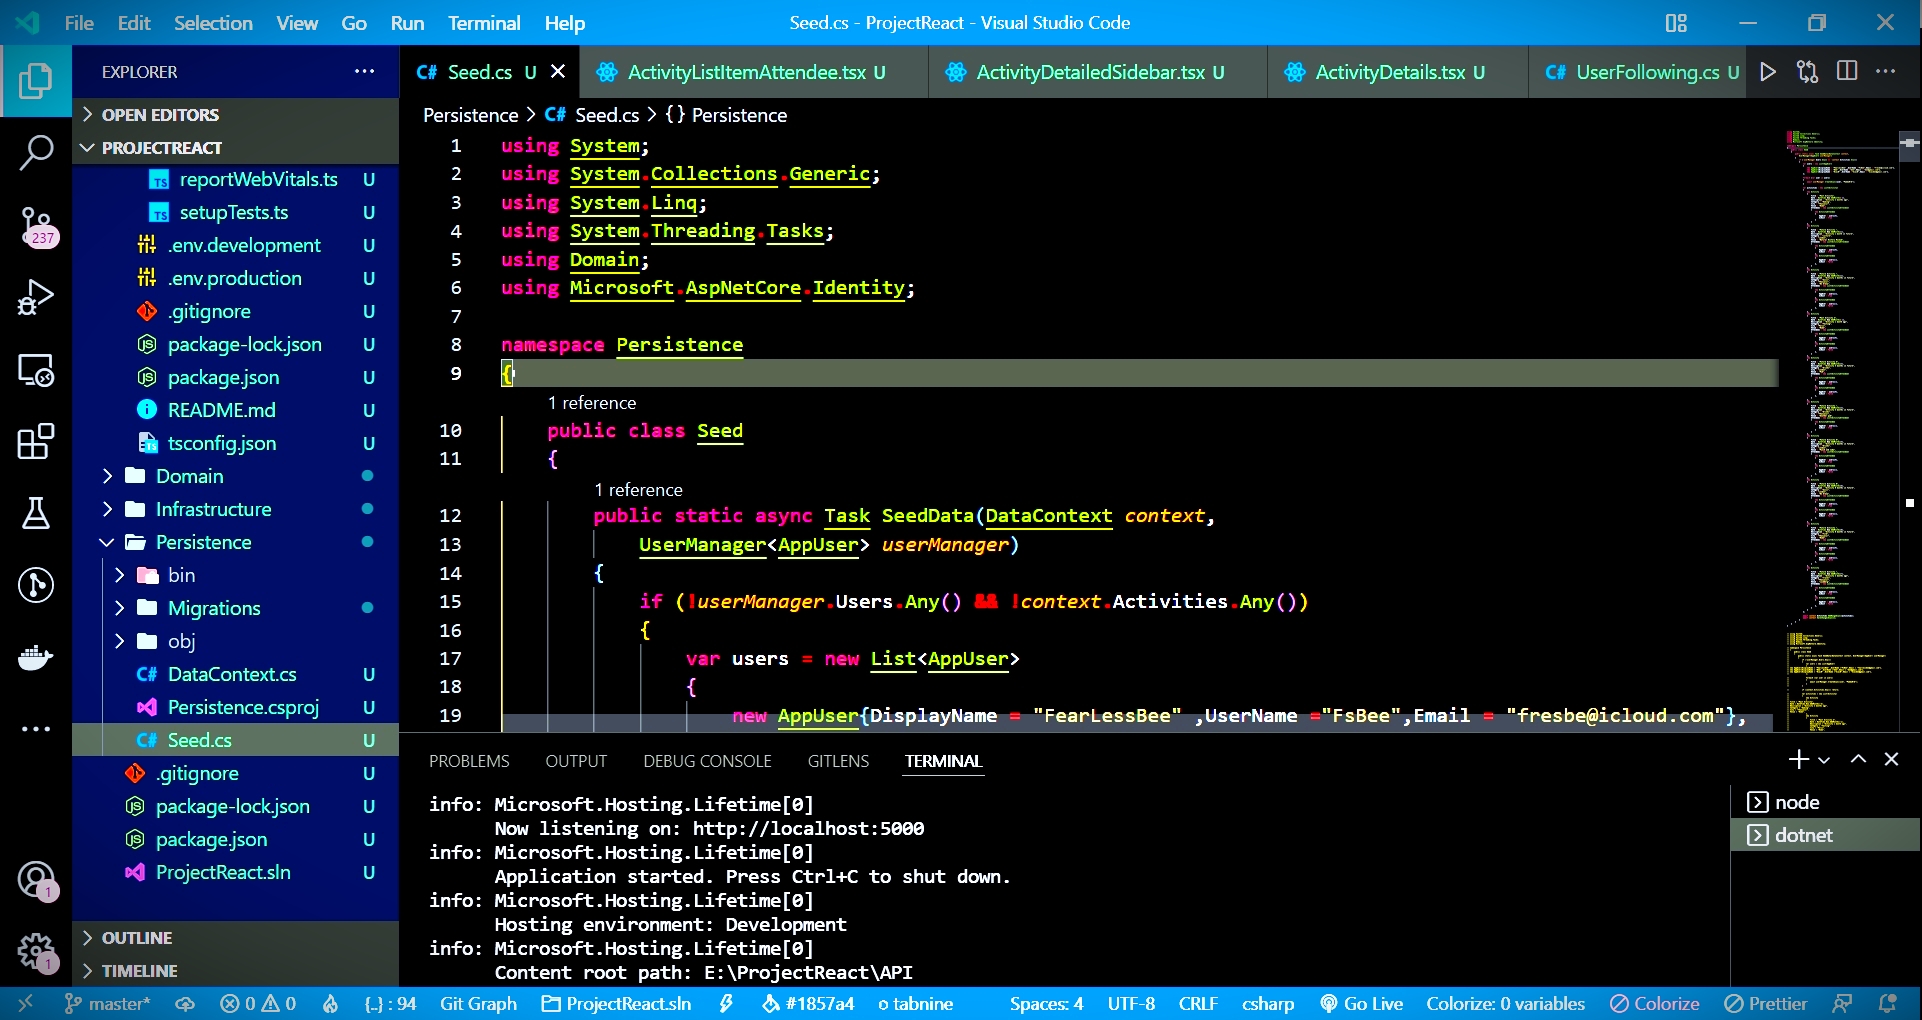 File Edit Selection View Go Run Terminal Help
Seed.cs - ProjectReact - Visual Studio Code
EXPLORER
OPEN EDITORS
PROJECTREACT
TS reportWebVitals.ts U
TS setupTests.ts U
.env.development U
.env.production U
.gitignore U
package-lock.json U
package.json U
README.md U
tsconfig.json U
Domain
Infrastructure
Persistence
bin
Migrations
obj
C# DataContext.cs U
Persistence.csproj U
C# Seed.cs U
.gitignore U
package-lock.json U
package.json U
ProjectReact.sln U
OUTLINE
TIMELINE
237
1
1
C# Seed.cs U
ActivityListItemAttendee.tsx U
ActivityDetailedSidebar.tsx U
ActivityDetails.tsx U
C# UserFollowing.cs U
Persistence > C# Seed.cs > {} Persistence
1 using System;
2 using System.Collections.Generic;
3 using System.Linq;
4 using System.Threading.Tasks;
5 using Domain;
6 using Microsoft.AspNetCore.Identity;
7
8 namespace Persistence
9 {
1 reference
10 public class Seed
11 {
1 reference
12 public static async Task SeedData(DataContext context,
13 UserManager<AppUser> userManager)
14 {
15 if (!userManager.Users.Any() && !context.Activities.Any())
16 {
17 var users = new List<AppUser>
18 {
19 new AppUser{DisplayName = "FearLessBee" ,UserName ="FsBee",Email = "fresbe@icloud.com"},
PROBLEMS OUTPUT DEBUG CONSOLE GITLENS TERMINAL
info: Microsoft.Hosting.Lifetime[0]
Now listening on: http://localhost:5000
info: Microsoft.Hosting.Lifetime[0]
Application started. Press Ctrl+C to shut down.
info: Microsoft.Hosting.Lifetime[0]
Hosting environment: Development
info: Microsoft.Hosting.Lifetime[0]
Content root path: E:\ProjectReact\API
node
dotnet
master* 0 0 {..} : 94 Git Graph ProjectReact.sln #1857a4 tabnine Spaces: 4 UTF-8 CRLF csharp Go Live Colorize: 0 variables Colorize Prettier